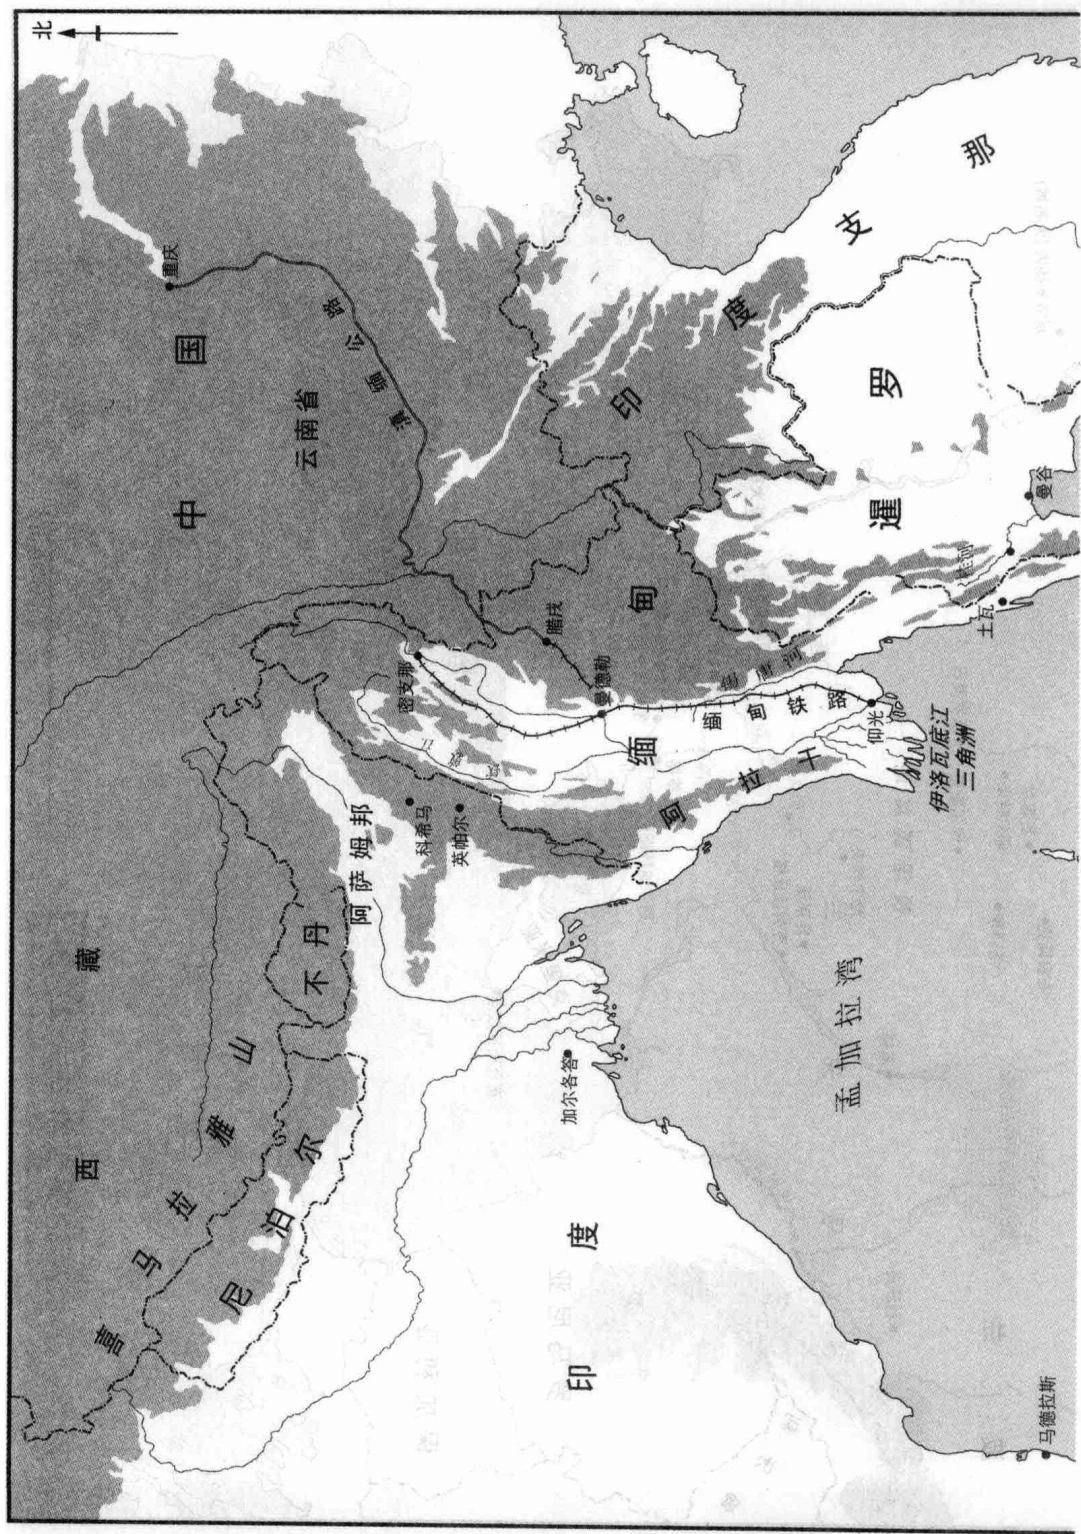 北
中国
西藏
喜马拉雅山
尼泊尔
不丹
印度
阿萨姆邦
云南省
重庆
滇缅公路
科希马
英帕尔
密支那
腊戌
曼德勒
缅甸
缅甸铁路
阿拉干
仰光
伊洛瓦底江
三角洲
印度支那
暹罗
曼谷
土瓦
加尔各答
孟加拉湾
马德拉斯